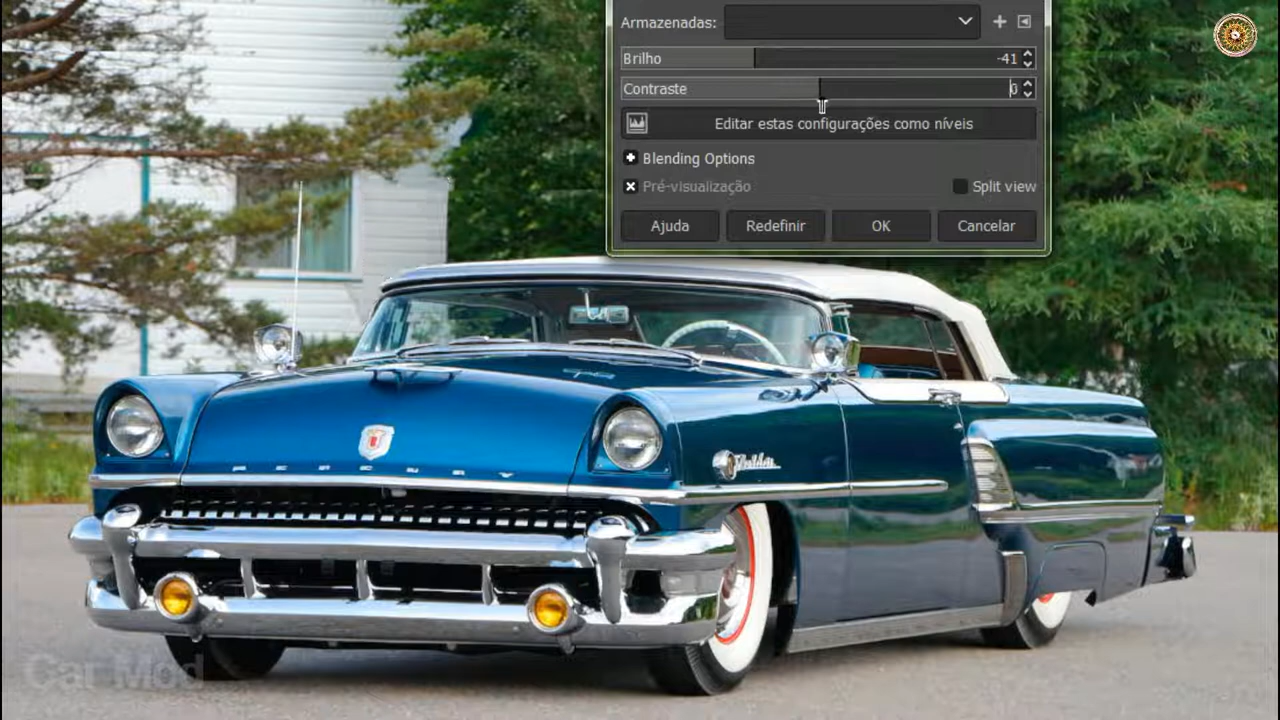 Armazenadas:
Brilho -41
Contraste 0
Editar estas configurações como níveis
Blending Options
Pré-visualização Split view
Ajuda Redefinir OK Cancelar
MERCURY
Car Mod